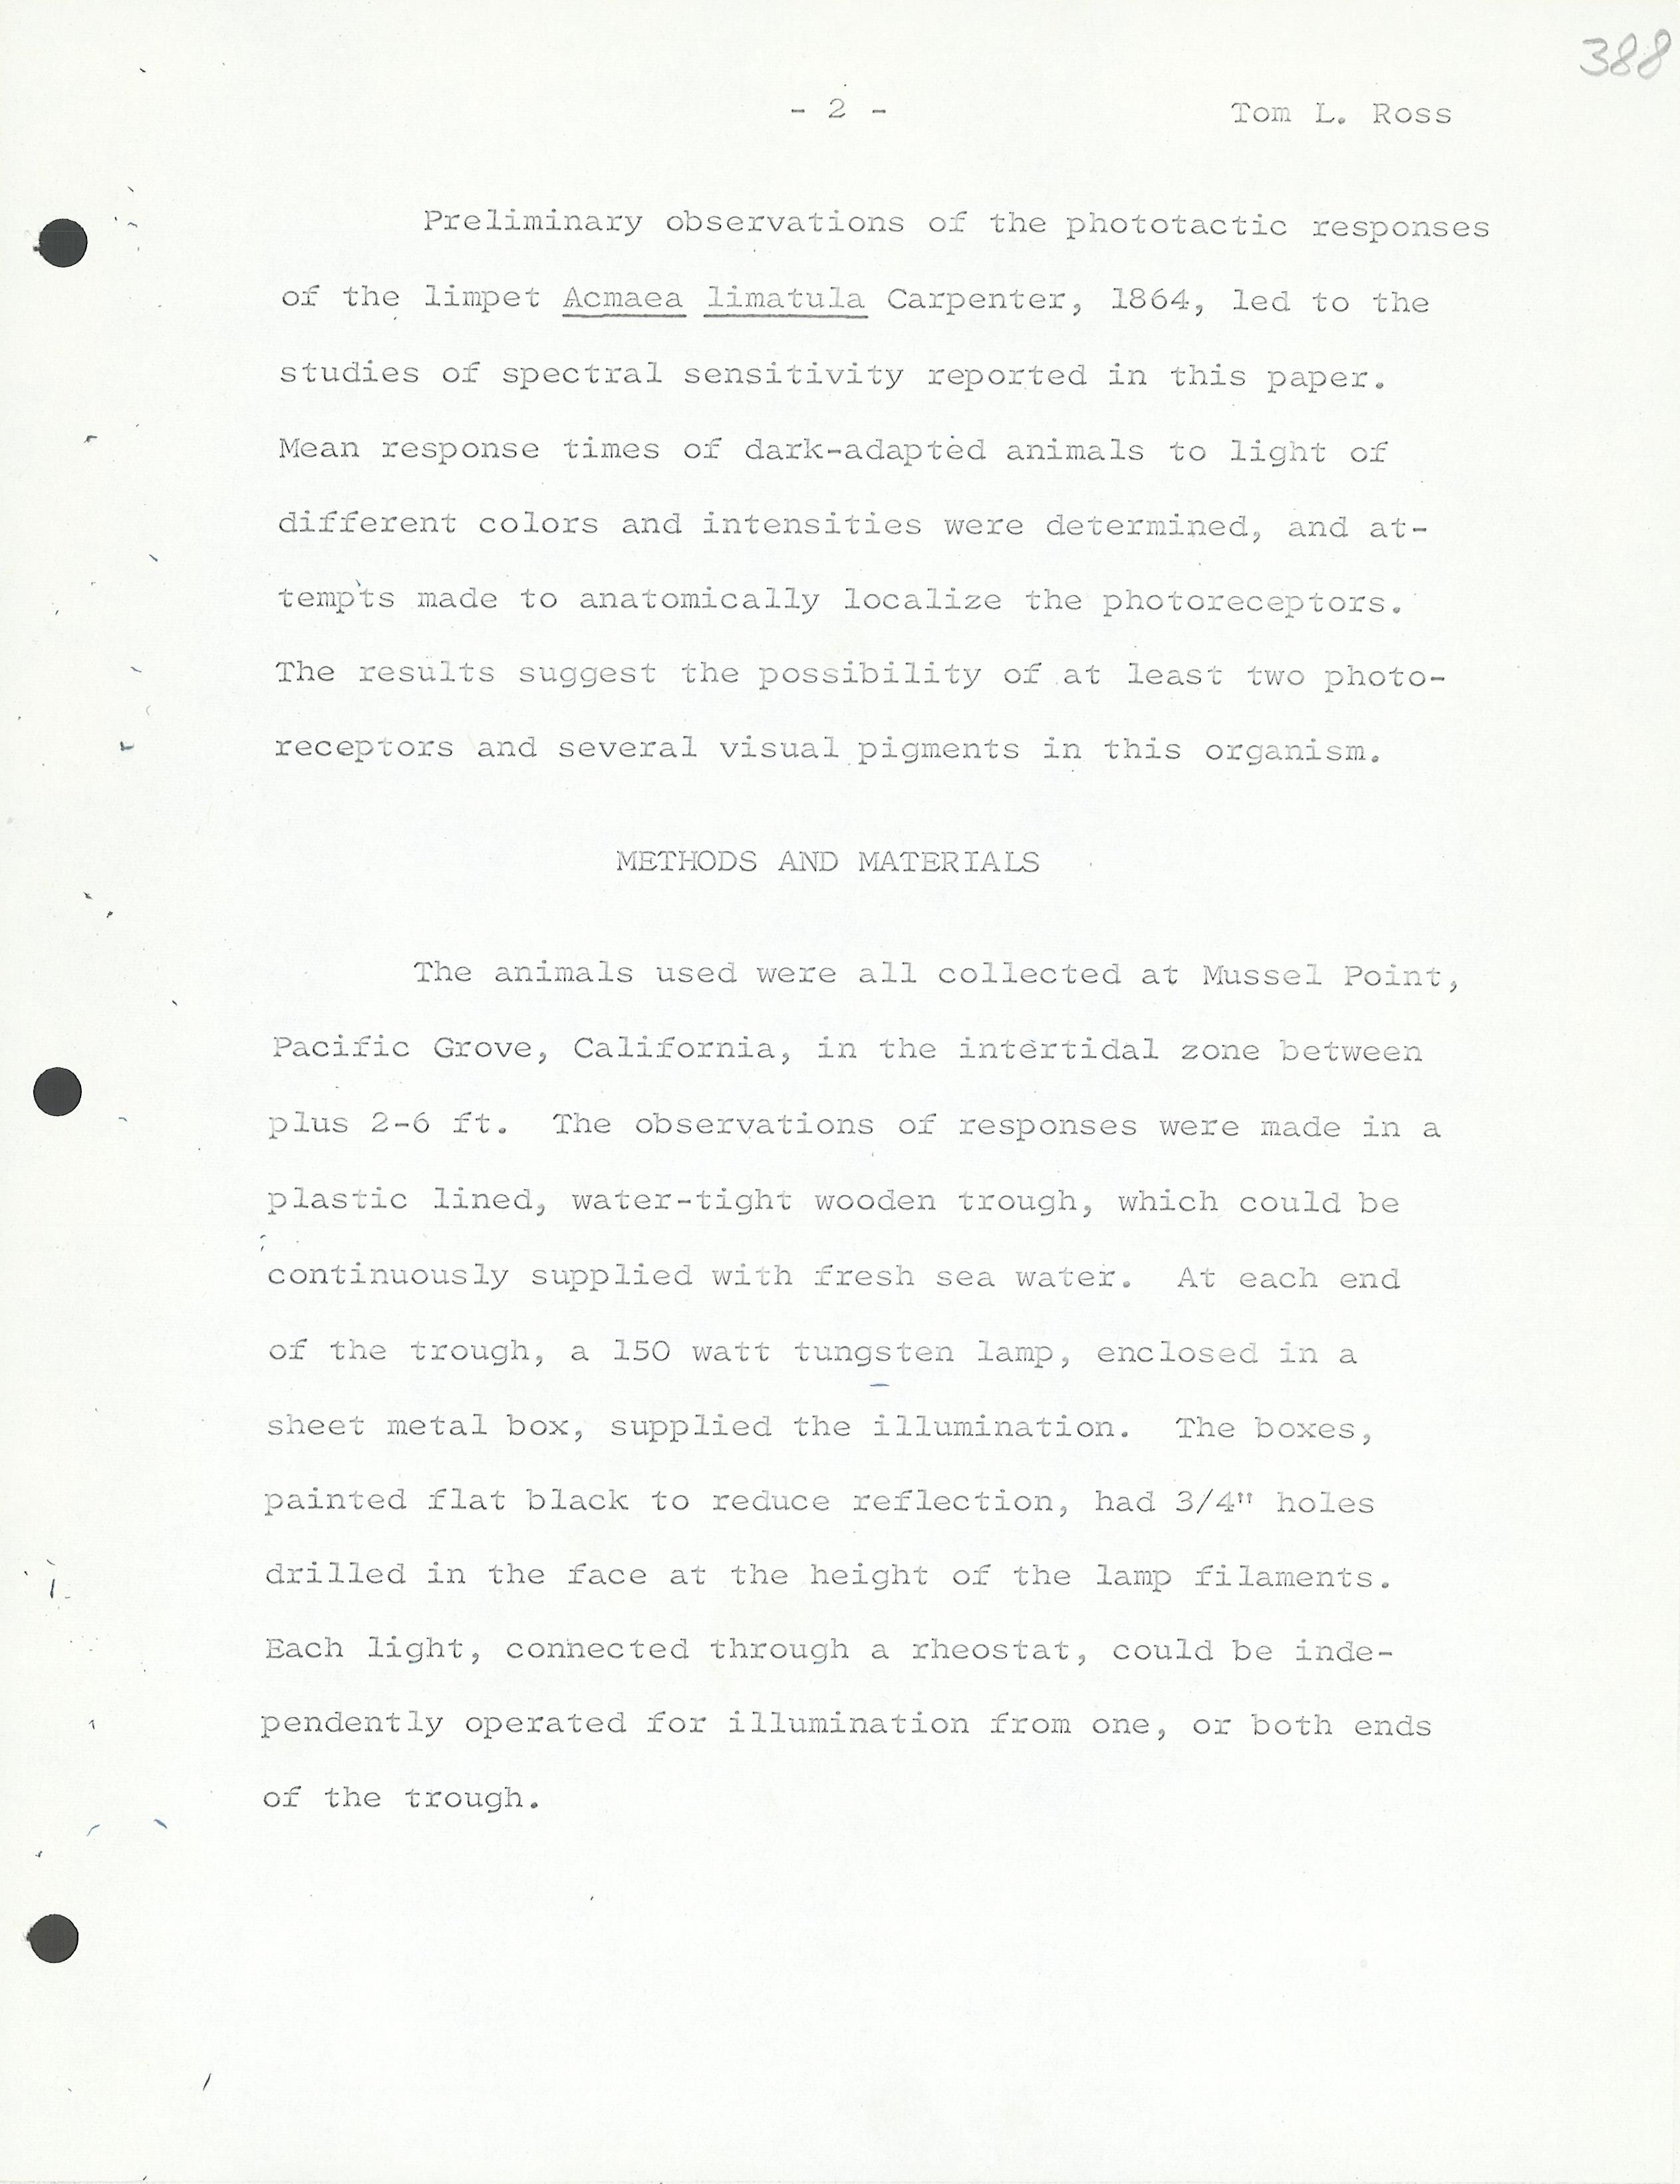 388
- 2 - Tom L. Ross
Preliminary observations of the phototactic responses
of the limpet Acmaea limatula Carpenter, 1864, led to the
studies of spectral sensitivity reported in this paper.
Mean response times of dark-adapted animals to light of
different colors and intensities were determined, and at-
tempts made to anatomically localize the photoreceptors.
The results suggest the possibility of at least two photo-
receptors and several visual pigments in this organism.
METHODS AND MATERIALS
The animals used were all collected at Mussel Point,
Pacific Grove, California, in the intertidal zone between
plus 2-6 ft. The observations of responses were made in a
plastic lined, water-tight wooden trough, which could be
continuously supplied with fresh sea water. At each end
of the trough, a 150 watt tungsten lamp, enclosed in a
sheet metal box, supplied the illumination. The boxes,
painted flat black to reduce reflection, had 3/4" holes
drilled in the face at the height of the lamp filaments.
Each light, connected through a rheostat, could be inde-
pendently operated for illumination from one, or both ends
of the trough.